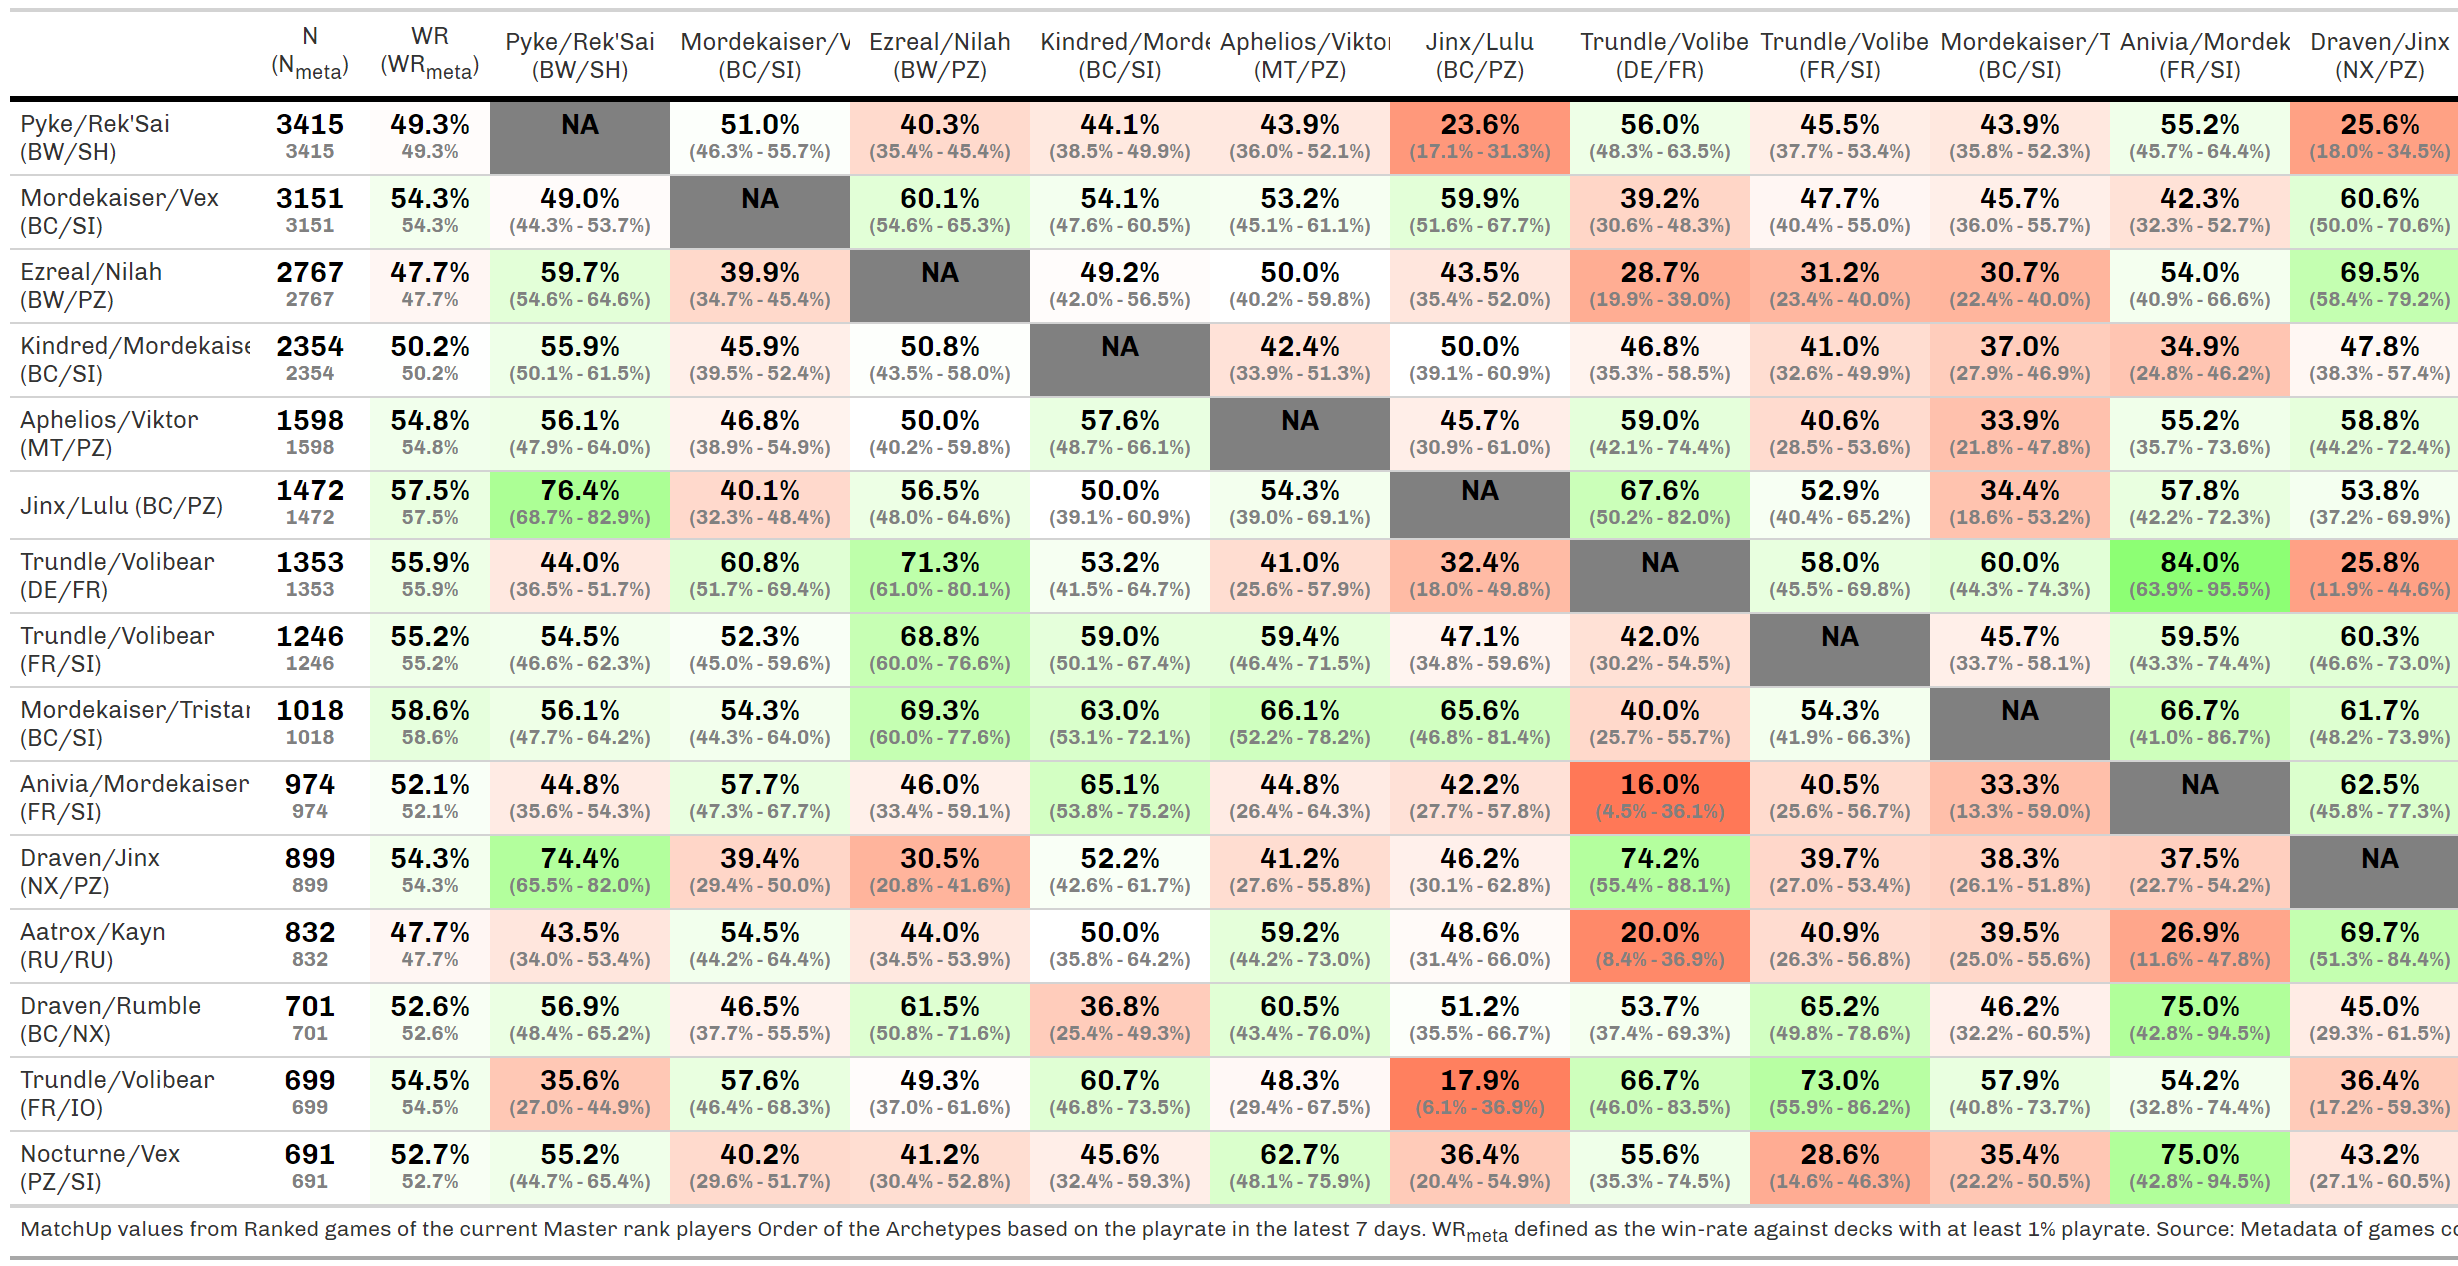 N WR Pyke/Rek'Sai Mordekaiser/V Ezreal/Nilah Kindred/Morde Aphelios/Viktor Jinx/Lulu Trundle/Volibe Trundle/Volibe Mordekaiser/T Anivia/Mordek Draven/Jinx
(Nmeta) (WRmeta) (BW/SH) (BC/SI) (BW/PZ) (BC/SI) (MT/PZ) (BC/PZ) (DE/FR) (FR/SI) (BC/SI) (FR/SI) (NX/PZ)
Pyke/Rek'Sai 3415 49.3% NA 51.0% 40.3% 44.1% 43.9% 23.6% 56.0% 45.5% 43.9% 55.2% 25.6%
(BW/SH) 3415 49.3% (46.3% - 55.7%) (35.4% - 45.4%) (38.5% - 49.9%) (36.0% - 52.1%) (17.1% - 31.3%) (48.3% - 63.5%) (37.7% - 53.4%) (35.8% - 52.3%) (45.7% - 64.4%) (18.0% - 34.5%)
Mordekaiser/Vex 3151 54.3% 49.0% NA 60.1% 54.1% 53.2% 59.9% 39.2% 47.7% 45.7% 42.3% 60.6%
(BC/SI) 3151 54.3% (44.3% - 53.7%) (54.6% - 65.3%) (47.6% - 60.5%) (45.1% - 61.1%) (51.6% - 67.7%) (30.6% - 48.3%) (40.4% - 55.0%) (36.0% - 55.7%) (32.3% - 52.7%) (50.0% - 70.6%)
Ezreal/Nilah 2767 47.7% 59.7% 39.9% NA 49.2% 50.0% 43.5% 28.7% 31.2% 30.7% 54.0% 69.5%
(BW/PZ) 2767 47.7% (54.6% - 64.6%) (34.7% - 45.4%) (42.0% - 56.5%) (40.2% - 59.8%) (35.4% - 52.0%) (19.9% - 39.0%) (23.4% - 40.0%) (22.4% - 40.0%) (40.9% - 66.6%) (58.4% - 79.2%)
Kindred/Mordekaise 2354 50.2% 55.9% 45.9% 50.8% NA 42.4% 50.0% 46.8% 41.0% 37.0% 34.9% 47.8%
(BC/SI) 2354 50.2% (50.1% - 61.5%) (39.5% - 52.4%) (43.5% - 58.0%) (33.9% - 51.3%) (39.1% - 60.9%) (35.3% - 58.5%) (32.6% - 49.9%) (27.9% - 46.9%) (24.8% - 46.2%) (38.3% - 57.4%)
Aphelios/Viktor 1598 54.8% 56.1% 46.8% 50.0% 57.6% NA 45.7% 59.0% 40.6% 33.9% 55.2% 58.8%
(MT/PZ) 1598 54.8% (47.9% - 64.0%) (38.9% - 54.9%) (40.2% - 59.8%) (48.7% - 66.1%) (30.9% - 61.0%) (42.1% - 74.4%) (28.5% - 53.6%) (21.8% - 47.8%) (35.7% - 73.6%) (44.2% - 72.4%)
Jinx/Lulu (BC/PZ) 1472 57.5% 76.4% 40.1% 56.5% 50.0% 54.3% NA 67.6% 52.9% 34.4% 57.8% 53.8%
1472 57.5% (68.7% - 82.9%) (32.3% - 48.4%) (48.0% - 64.6%) (39.1% - 60.9%) (39.0% - 69.1%) (50.2% - 82.0%) (40.4% - 65.2%) (18.6% - 53.2%) (42.2% - 72.3%) (37.2% - 69.9%)
Trundle/Volibear 1353 55.9% 44.0% 60.8% 71.3% 53.2% 41.0% 32.4% NA 58.0% 60.0% 84.0% 25.8%
(DE/FR) 1353 55.9% (36.5% - 51.7%) (51.7% - 69.4%) (61.0% - 80.1%) (41.5% - 64.7%) (25.6% - 57.9%) (18.0% - 49.8%) (45.5% - 69.8%) (44.3% - 74.3%) (63.9% - 95.5%) (11.9% - 44.6%)
Trundle/Volibear 1246 55.2% 54.5% 52.3% 68.8% 59.0% 59.4% 47.1% 42.0% NA 45.7% 59.5% 60.3%
(FR/SI) 1246 55.2% (46.6% - 62.3%) (45.0% - 59.6%) (60.0% - 76.6%) (50.1% - 67.4%) (46.4% - 71.5%) (34.8% - 59.6%) (30.2% - 54.5%) (33.7% - 58.1%) (43.3% - 74.4%) (46.6% - 73.0%)
Mordekaiser/Tristar 1018 58.6% 56.1% 54.3% 69.3% 63.0% 66.1% 65.6% 40.0% 54.3% NA 66.7% 61.7%
(BC/SI) 1018 58.6% (47.7% - 64.2%) (44.3% - 64.0%) (60.0% - 77.6%) (53.1% - 72.1%) (52.2% - 78.2%) (46.8% - 81.4%) (25.7% - 55.7%) (41.9% - 66.3%) (41.0% - 86.7%) (48.2% - 73.9%)
Anivia/Mordekaiser 974 52.1% 44.8% 57.7% 46.0% 65.1% 44.8% 42.2% 16.0% 40.5% 33.3% NA 62.5%
(FR/SI) 974 52.1% (35.6% - 54.3%) (47.3% - 67.7%) (33.4% - 59.1%) (53.8% - 75.2%) (26.4% - 64.3%) (27.7% - 57.8%) (4.5% - 36.1%) (25.6% - 56.7%) (13.3% - 59.0%) (45.8% - 77.3%)
Draven/Jinx 899 54.3% 74.4% 39.4% 30.5% 52.2% 41.2% 46.2% 74.2% 39.7% 38.3% 37.5% NA
(NX/PZ) 899 54.3% (65.5% - 82.0%) (29.4% - 50.0%) (20.8% - 41.6%) (42.6% - 61.7%) (27.6% - 55.8%) (30.1% - 62.8%) (55.4% - 88.1%) (27.0% - 53.4%) (26.1% - 51.8%) (22.7% - 54.2%)
Aatrox/Kayn 832 47.7% 43.5% 54.5% 44.0% 50.0% 59.2% 48.6% 20.0% 40.9% 39.5% 26.9% 69.7%
(RU/RU) 832 47.7% (34.0% - 53.4%) (44.2% - 64.4%) (34.5% - 53.9%) (35.8% - 64.2%) (44.2% - 73.0%) (31.4% - 66.0%) (8.4% - 36.9%) (26.3% - 56.8%) (25.0% - 55.6%) (11.6% - 47.8%) (51.3% - 84.4%)
Draven/Rumble 701 52.6% 56.9% 46.5% 61.5% 36.8% 60.5% 51.2% 53.7% 65.2% 46.2% 75.0% 45.0%
(BC/NX) 701 52.6% (48.4% - 65.2%) (37.7% - 55.5%) (50.8% - 71.6%) (25.4% - 49.3%) (43.4% - 76.0%) (35.5% - 66.7%) (37.4% - 69.3%) (49.8% - 78.6%) (32.2% - 60.5%) (42.8% - 94.5%) (29.3% - 61.5%)
Trundle/Volibear 699 54.5% 35.6% 57.6% 49.3% 60.7% 48.3% 17.9% 66.7% 73.0% 57.9% 54.2% 36.4%
(FR/IO) 699 54.5% (27.0% - 44.9%) (46.4% - 68.3%) (37.0% - 61.6%) (46.8% - 73.5%) (29.4% - 67.5%) (6.1% - 36.9%) (46.0% - 83.5%) (55.9% - 86.2%) (40.8% - 73.7%) (32.8% - 74.4%) (17.2% - 59.3%)
Nocturne/Vex 691 52.7% 55.2% 40.2% 41.2% 45.6% 62.7% 36.4% 55.6% 28.6% 35.4% 75.0% 43.2%
(PZ/SI) 691 52.7% (44.7% - 65.4%) (29.6% - 51.7%) (30.4% - 52.8%) (32.4% - 59.3%) (48.1% - 75.9%) (20.4% - 54.9%) (35.3% - 74.5%) (14.6% - 46.3%) (22.2% - 50.5%) (42.8% - 94.5%) (27.1% - 60.5%)
MatchUp values from Ranked games of the current Master rank players Order of the Archetypes based on the playrate in the latest 7 days. WRmeta defined as the win-rate against decks with at least 1% playrate. Source: Metadata of games co